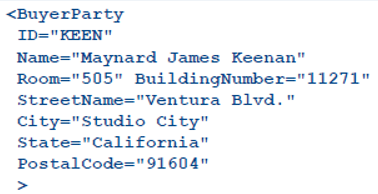 <BuyerParty
ID="KEEN"
Name="Maynard James Keenan"
Room="505" BuildingNumber="11271"
StreetName="Ventura Blvd."
City="Studio City"
State="California"
PostalCode="91604"
>